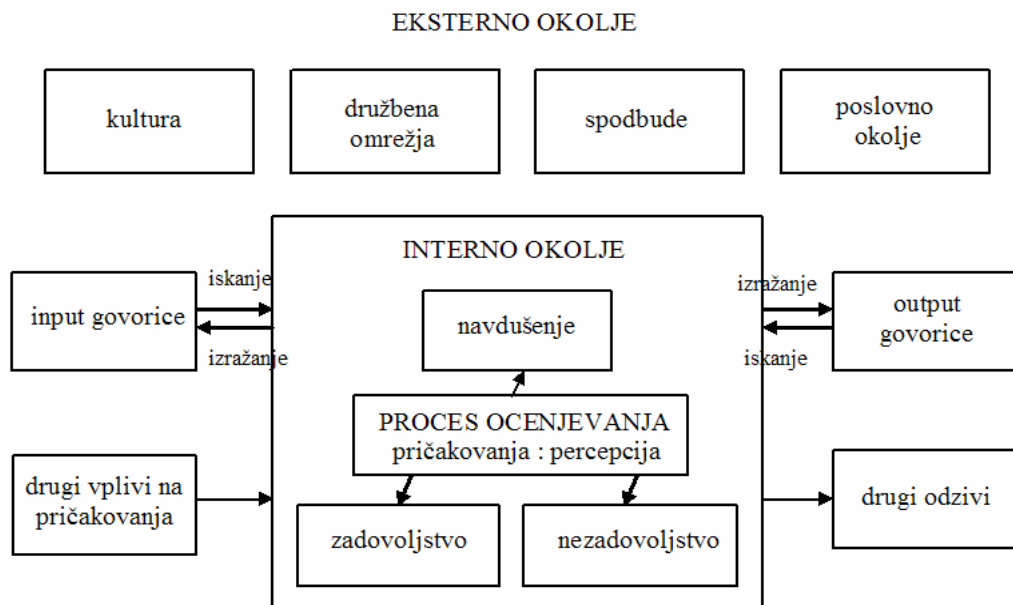 EKSTERNO OKOLJE
kultura
družbena
omrežja
spodbude
poslovno
okolje
INTERNO OKOLJE
iskanje
input govorice
izražanje
navdušenje
izražanje
output
govorice
iskanje
PROCES OCENJEVANJA
pričakovanja : percepcija
drugi vplivi na
pričakovanja
zadovoljstvo
nezadovoljstvo
drugi odzivi